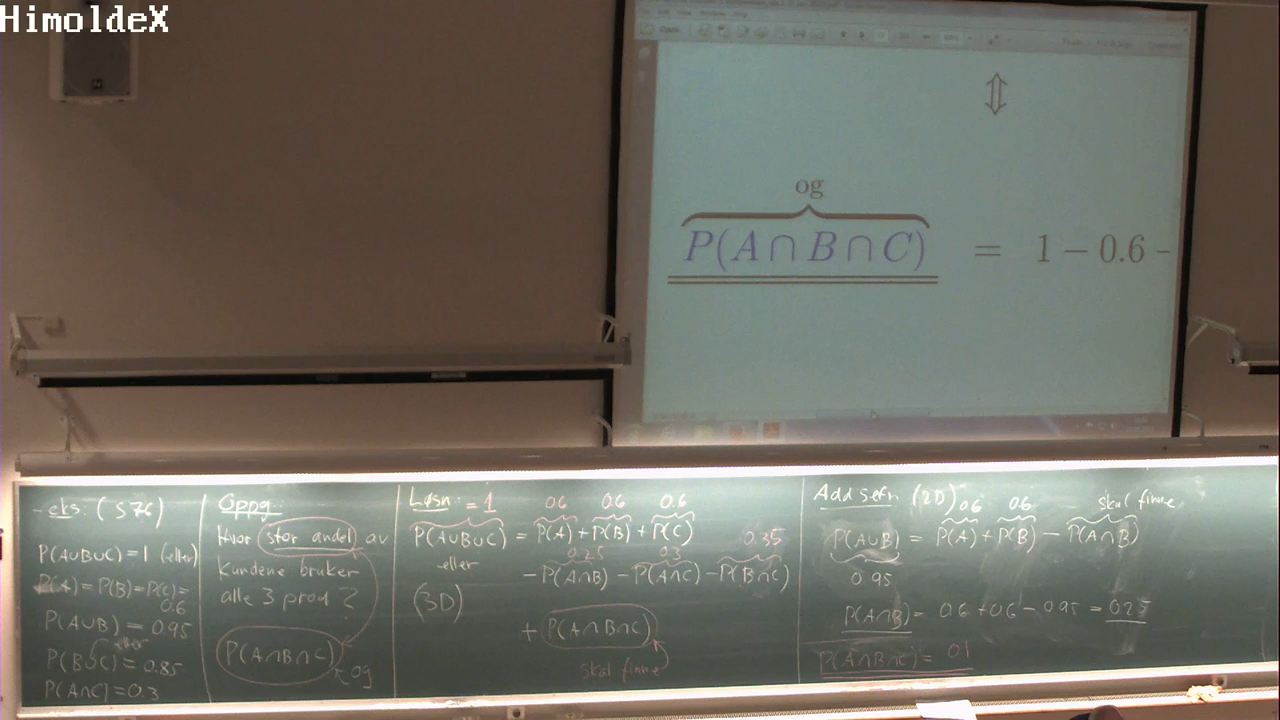 HimoldeX
⇕
og
P(A ∩ B ∩ C) = 1 − 0.6 −
- eks: (S76)
P(A∪B∪C) = 1 (eller)
P(A) = P(B) = P(C) =
0.6
P(A∪B) = 0.95
eller
P(B∪C) = 0.85
P(A∩C) = 0.3
Oppg:
Hvor stor andel av
kundene bruker
alle 3 prod ?
P(A∩B∩C)
og
Løsn: = 1 0.6 0.6 0.6
P(A∪B∪C) = P(A) + P(B) + P(C)
eller 0.25 0.3 0.35
- P(A∩B) - P(A∩C) - P(B∩C)
(3D)
+ P(A∩B∩C)
skal finne
Add setn (2D) 0.6 0.6 skal finne
P(A∪B) = P(A) + P(B) - P(A∩B)
0.95
P(A∩B) = 0.6 + 0.6 - 0.95 = 0.25
P(A∩B∩C) = 0.1